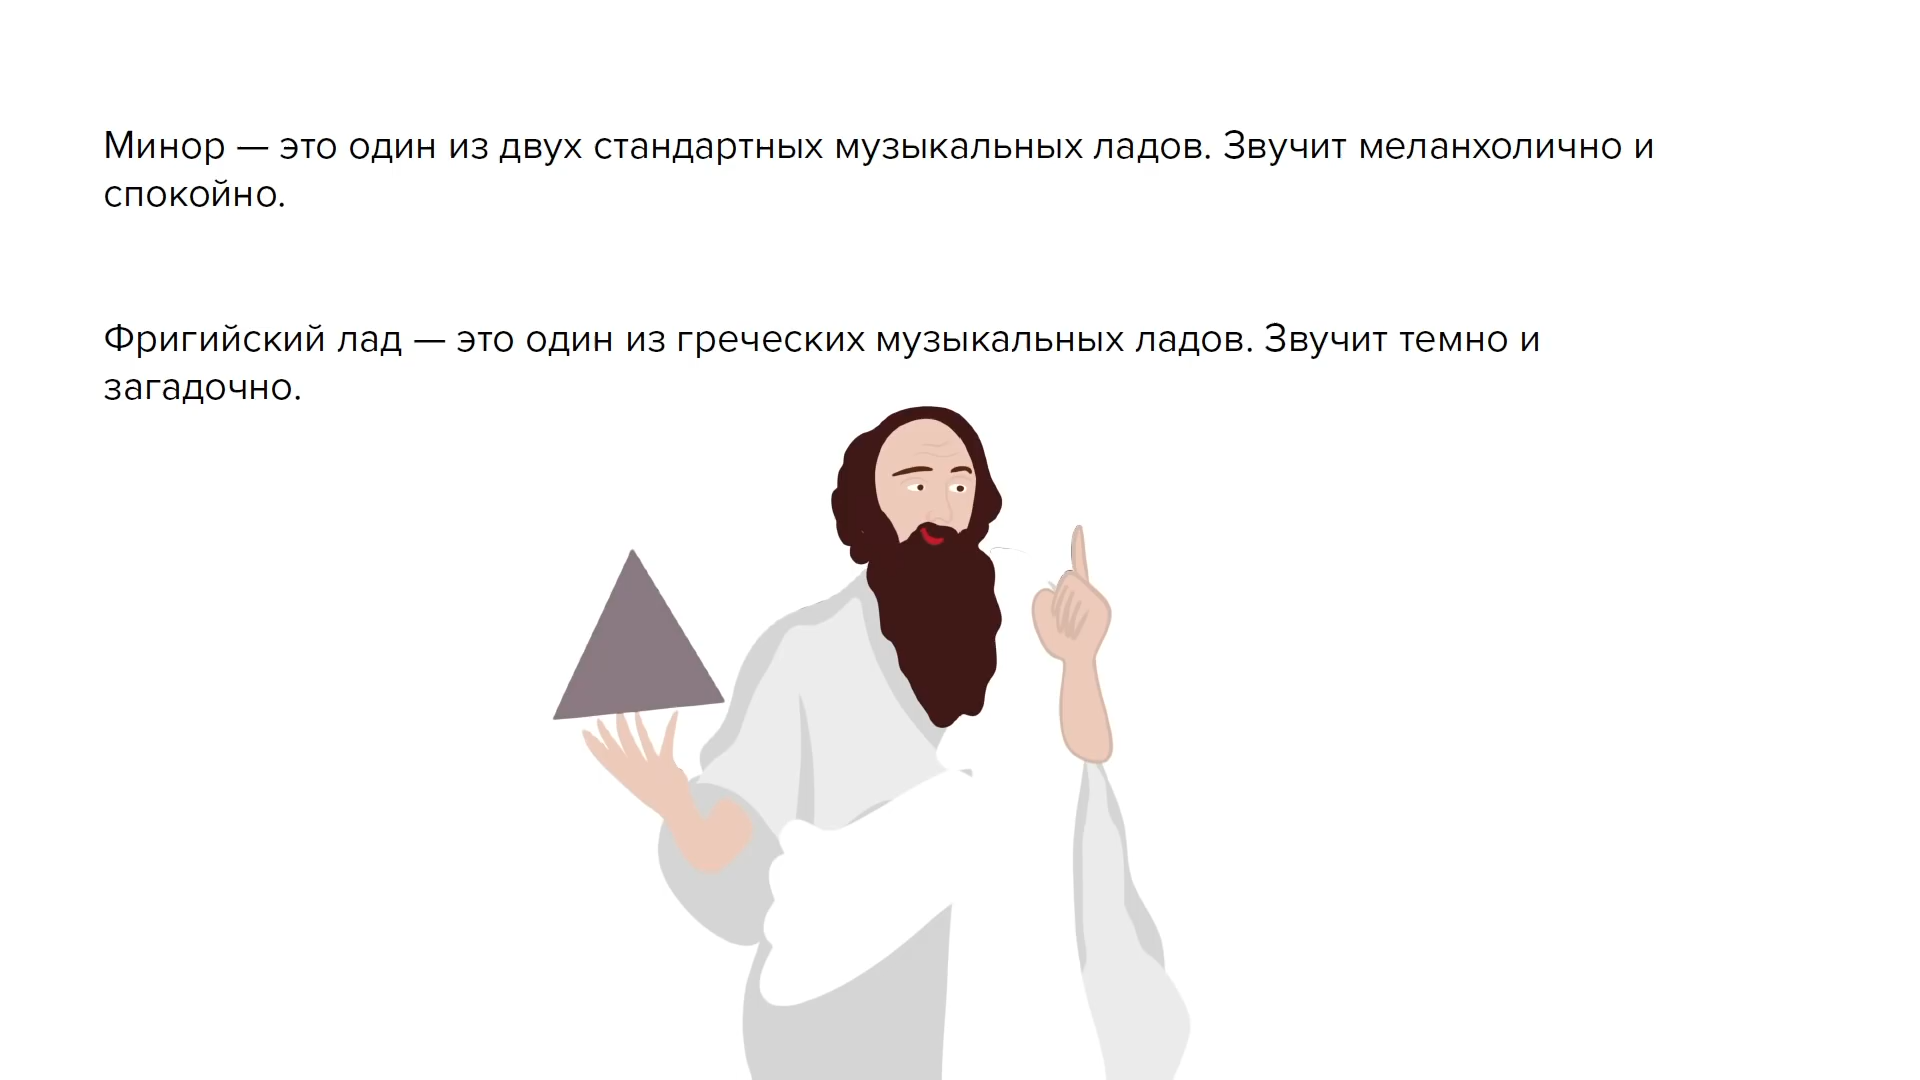 Минор — это один из двух стандартных музыкальных ладов. Звучит меланхолично и
спокойно.
Фригийский лад — это один из греческих музыкальных ладов. Звучит темно и
загадочно.